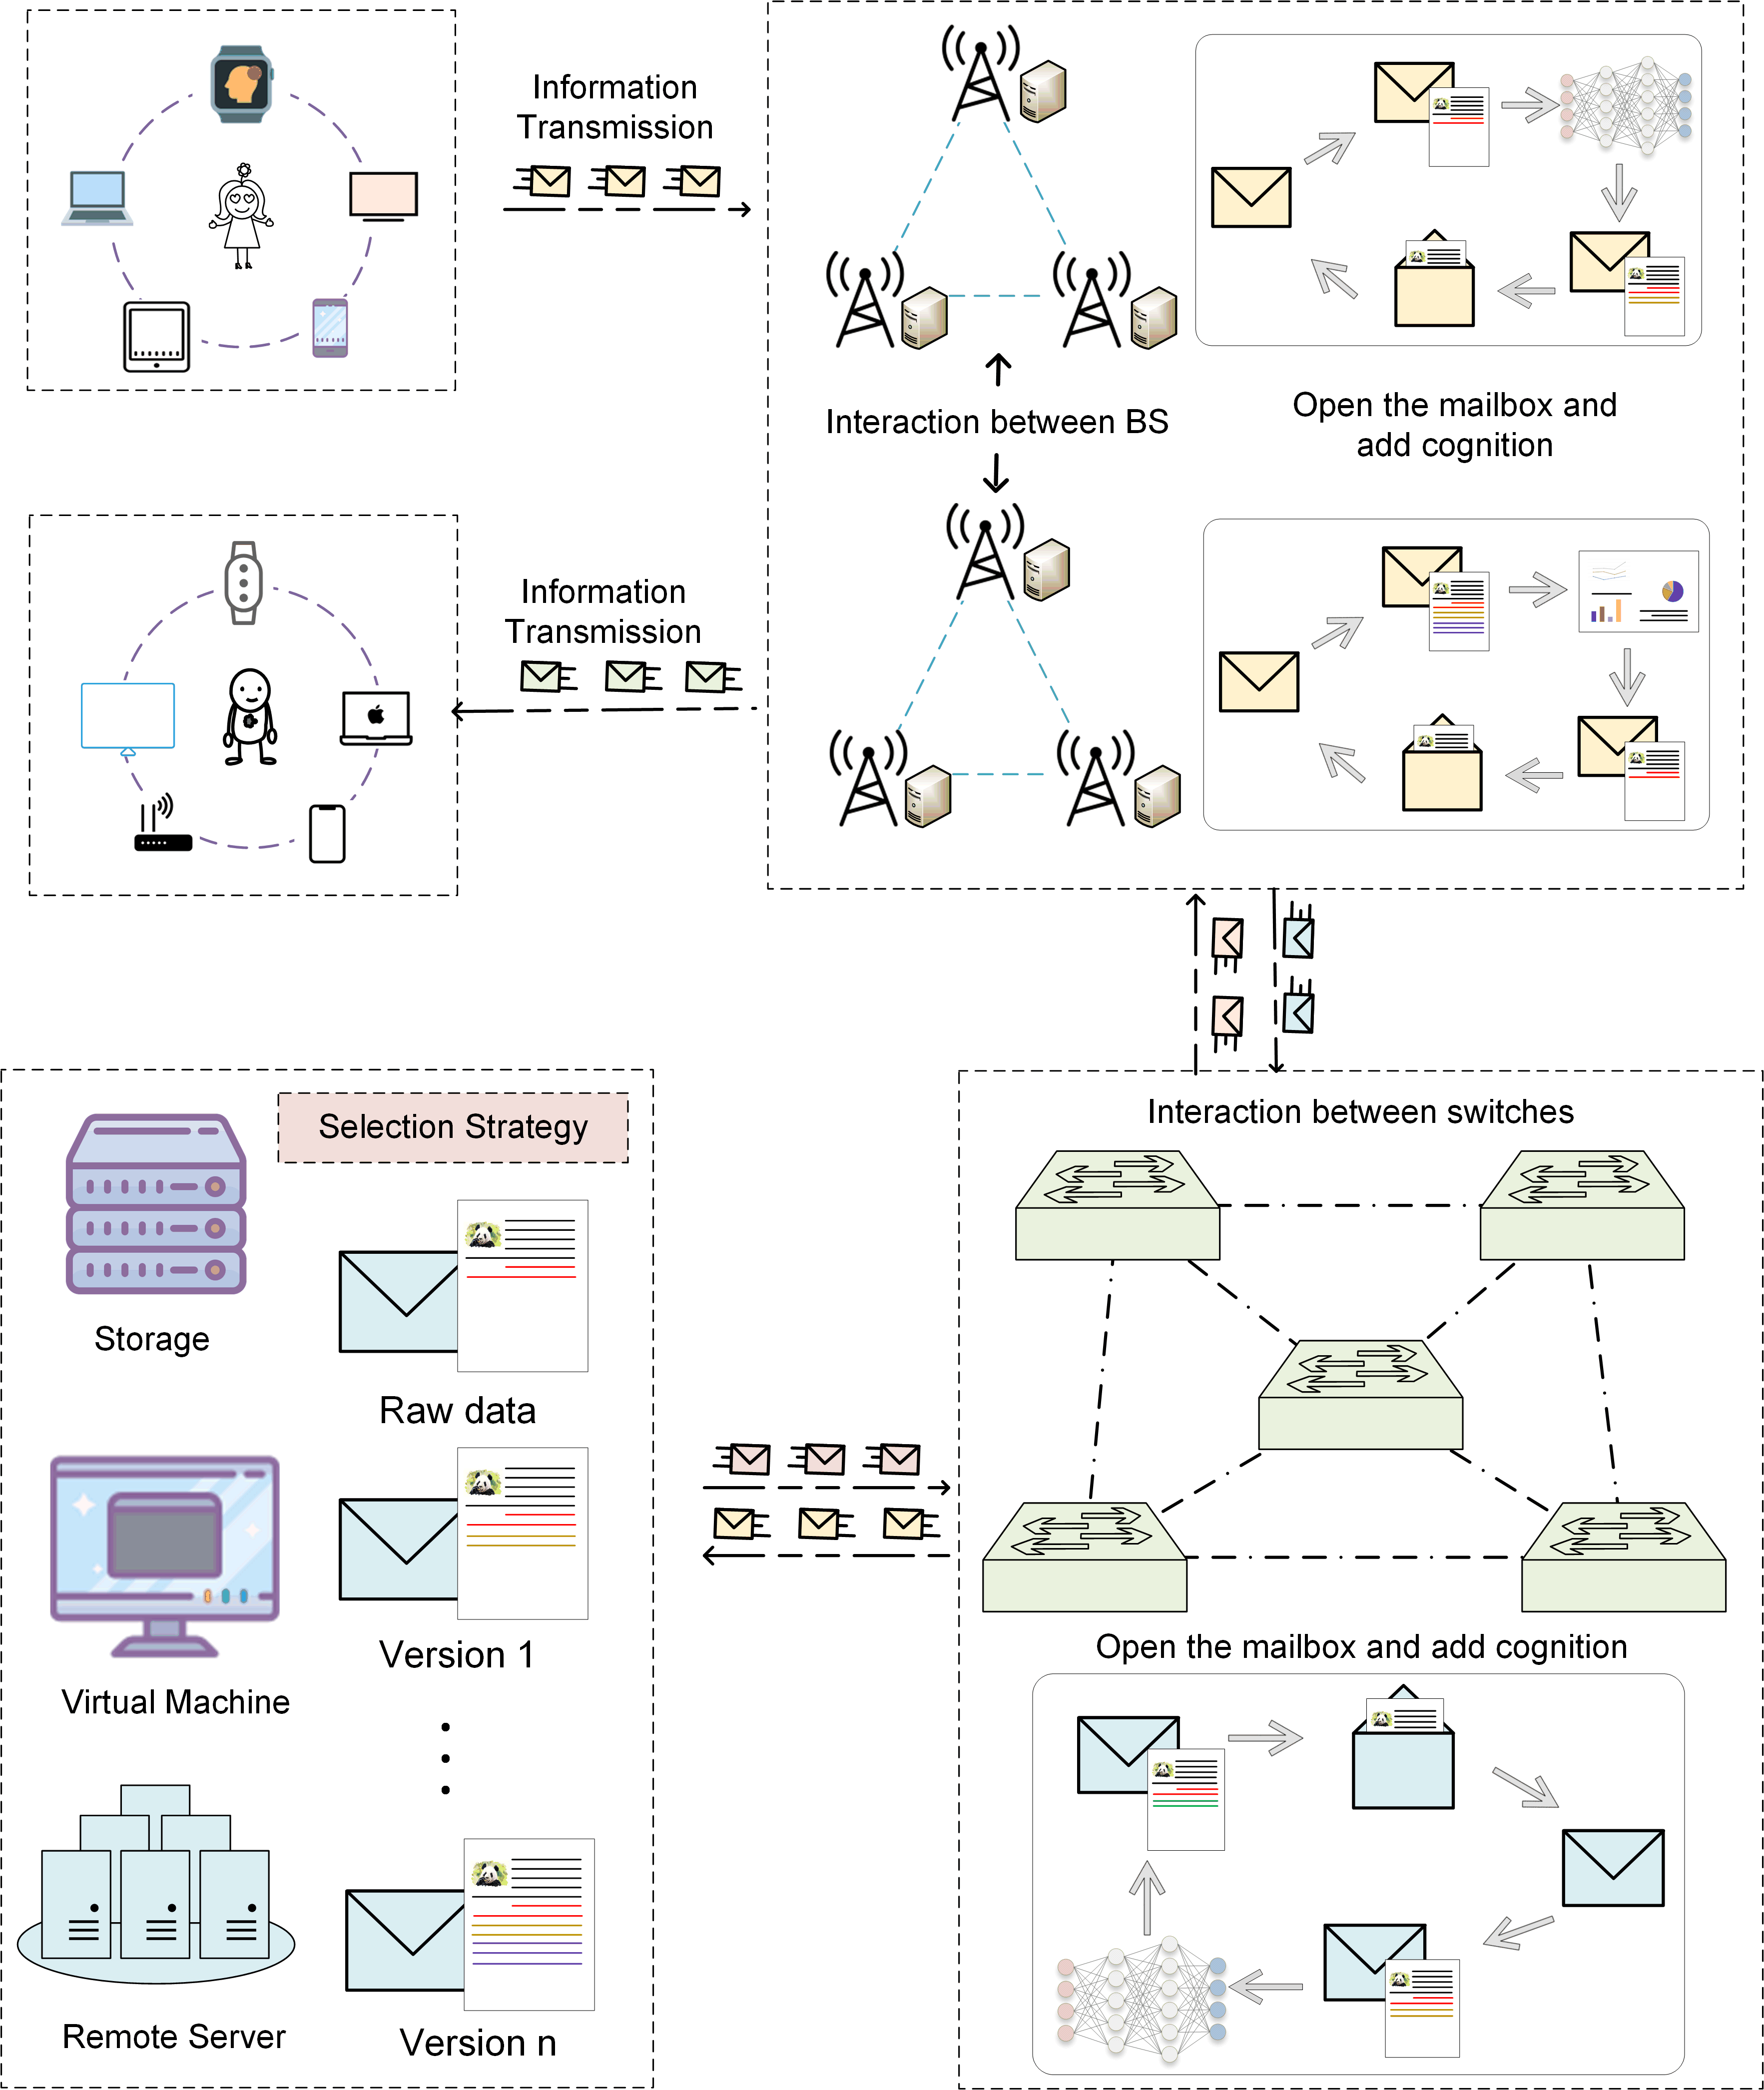 Information
Transmission
Interaction between BS
Open the mailbox and
add cognition
Information
Transmission
Selection Strategy
Storage
Raw data
Version 1
Virtual Machine
Remote Server
Version n
Interaction between switches
Open the mailbox and add cognition